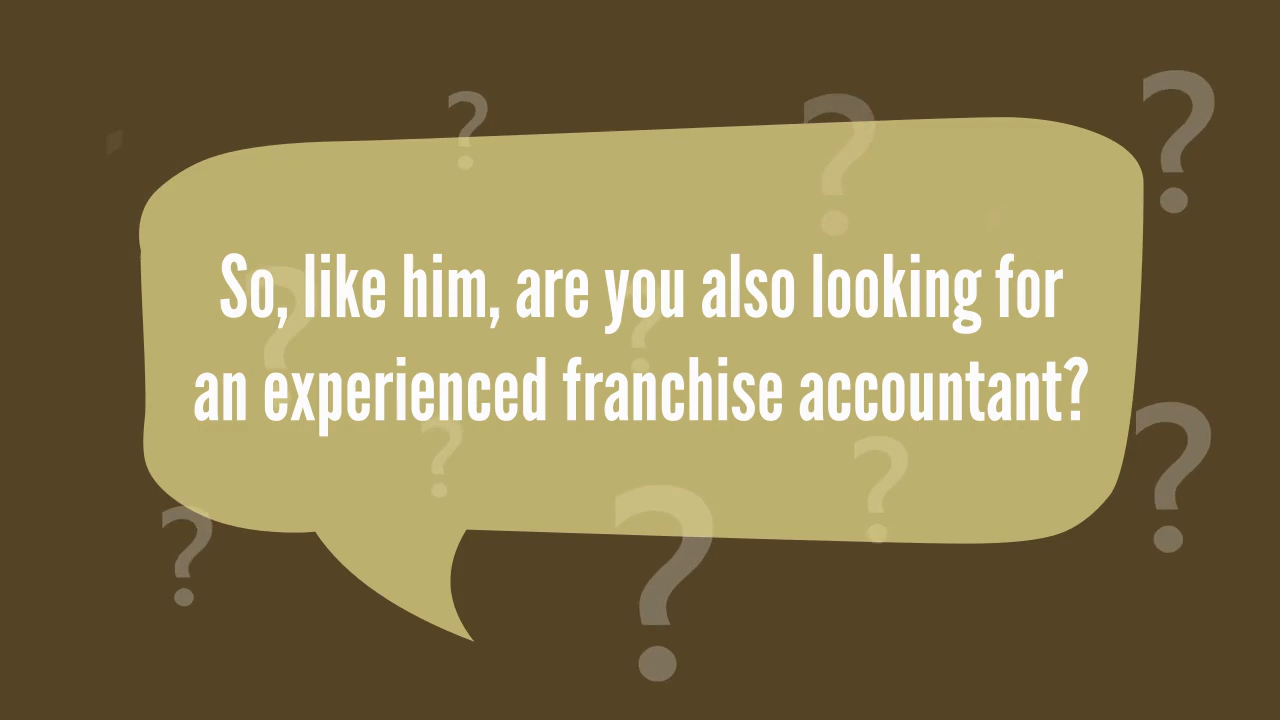 So, like him, are you also looking for
an experienced franchise accountant?